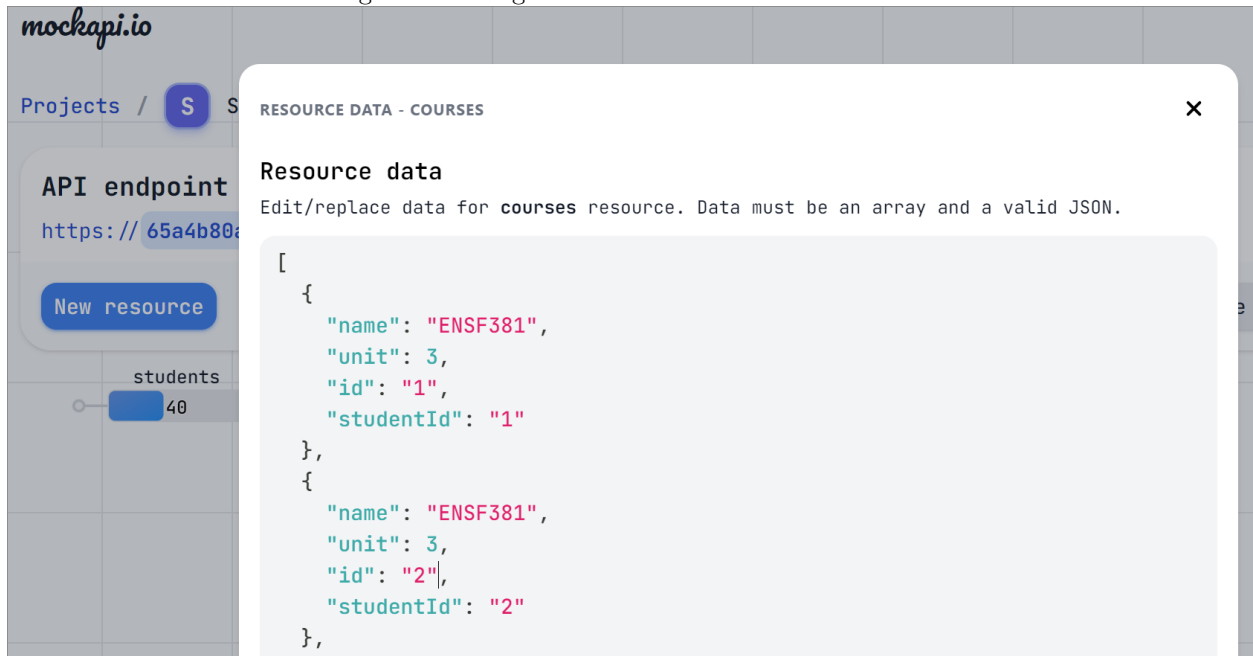 mockapi.io
Projects / S S
RESOURCE DATA - COURSES
Resource data
API endpoint
Edit/replace data for courses resource. Data must be an array and a valid JSON.
https://65a4b80a
[
{
New resource
"name": "ENSF381",
"unit": 3,
"id": "1",
"studentId": "1"
},
students
40
{
"name": "ENSF381",
"unit": 3,
"id": "2",
"studentId": "2"
},